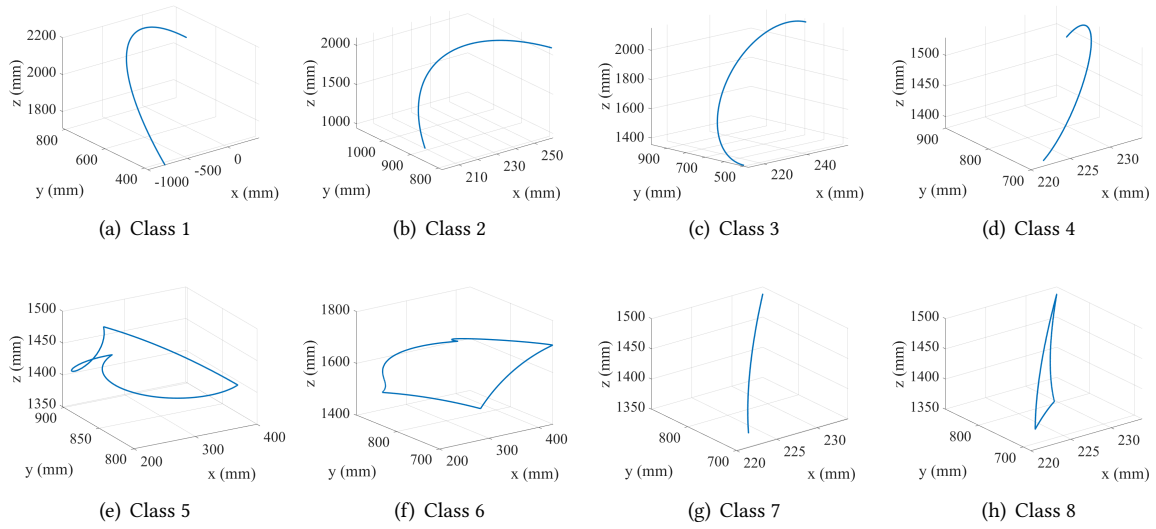 2200
2000
1800
z (mm)
800
600
400
y (mm)
-1000
-500
0
x (mm)
(a) Class 1
2000
1500
1000
z (mm)
1000
900
800
y (mm)
210
230
250
x (mm)
(b) Class 2
2000
1800
1600
1400
z (mm)
900
700
500
y (mm)
220
240
x (mm)
(c) Class 3
1500
1450
1400
z (mm)
900
800
700
y (mm)
220
225
230
x (mm)
(d) Class 4
1500
1450
1400
1350
z (mm)
900
850
800
y (mm)
200
300
400
x (mm)
(e) Class 5
1800
1600
1400
z (mm)
800
700
y (mm)
200
300
400
x (mm)
(f) Class 6
1500
1450
1400
1350
z (mm)
800
700
y (mm)
220
225
230
x (mm)
(g) Class 7
1500
1450
1400
1350
z (mm)
800
700
y (mm)
220
225
230
x (mm)
(h) Class 8